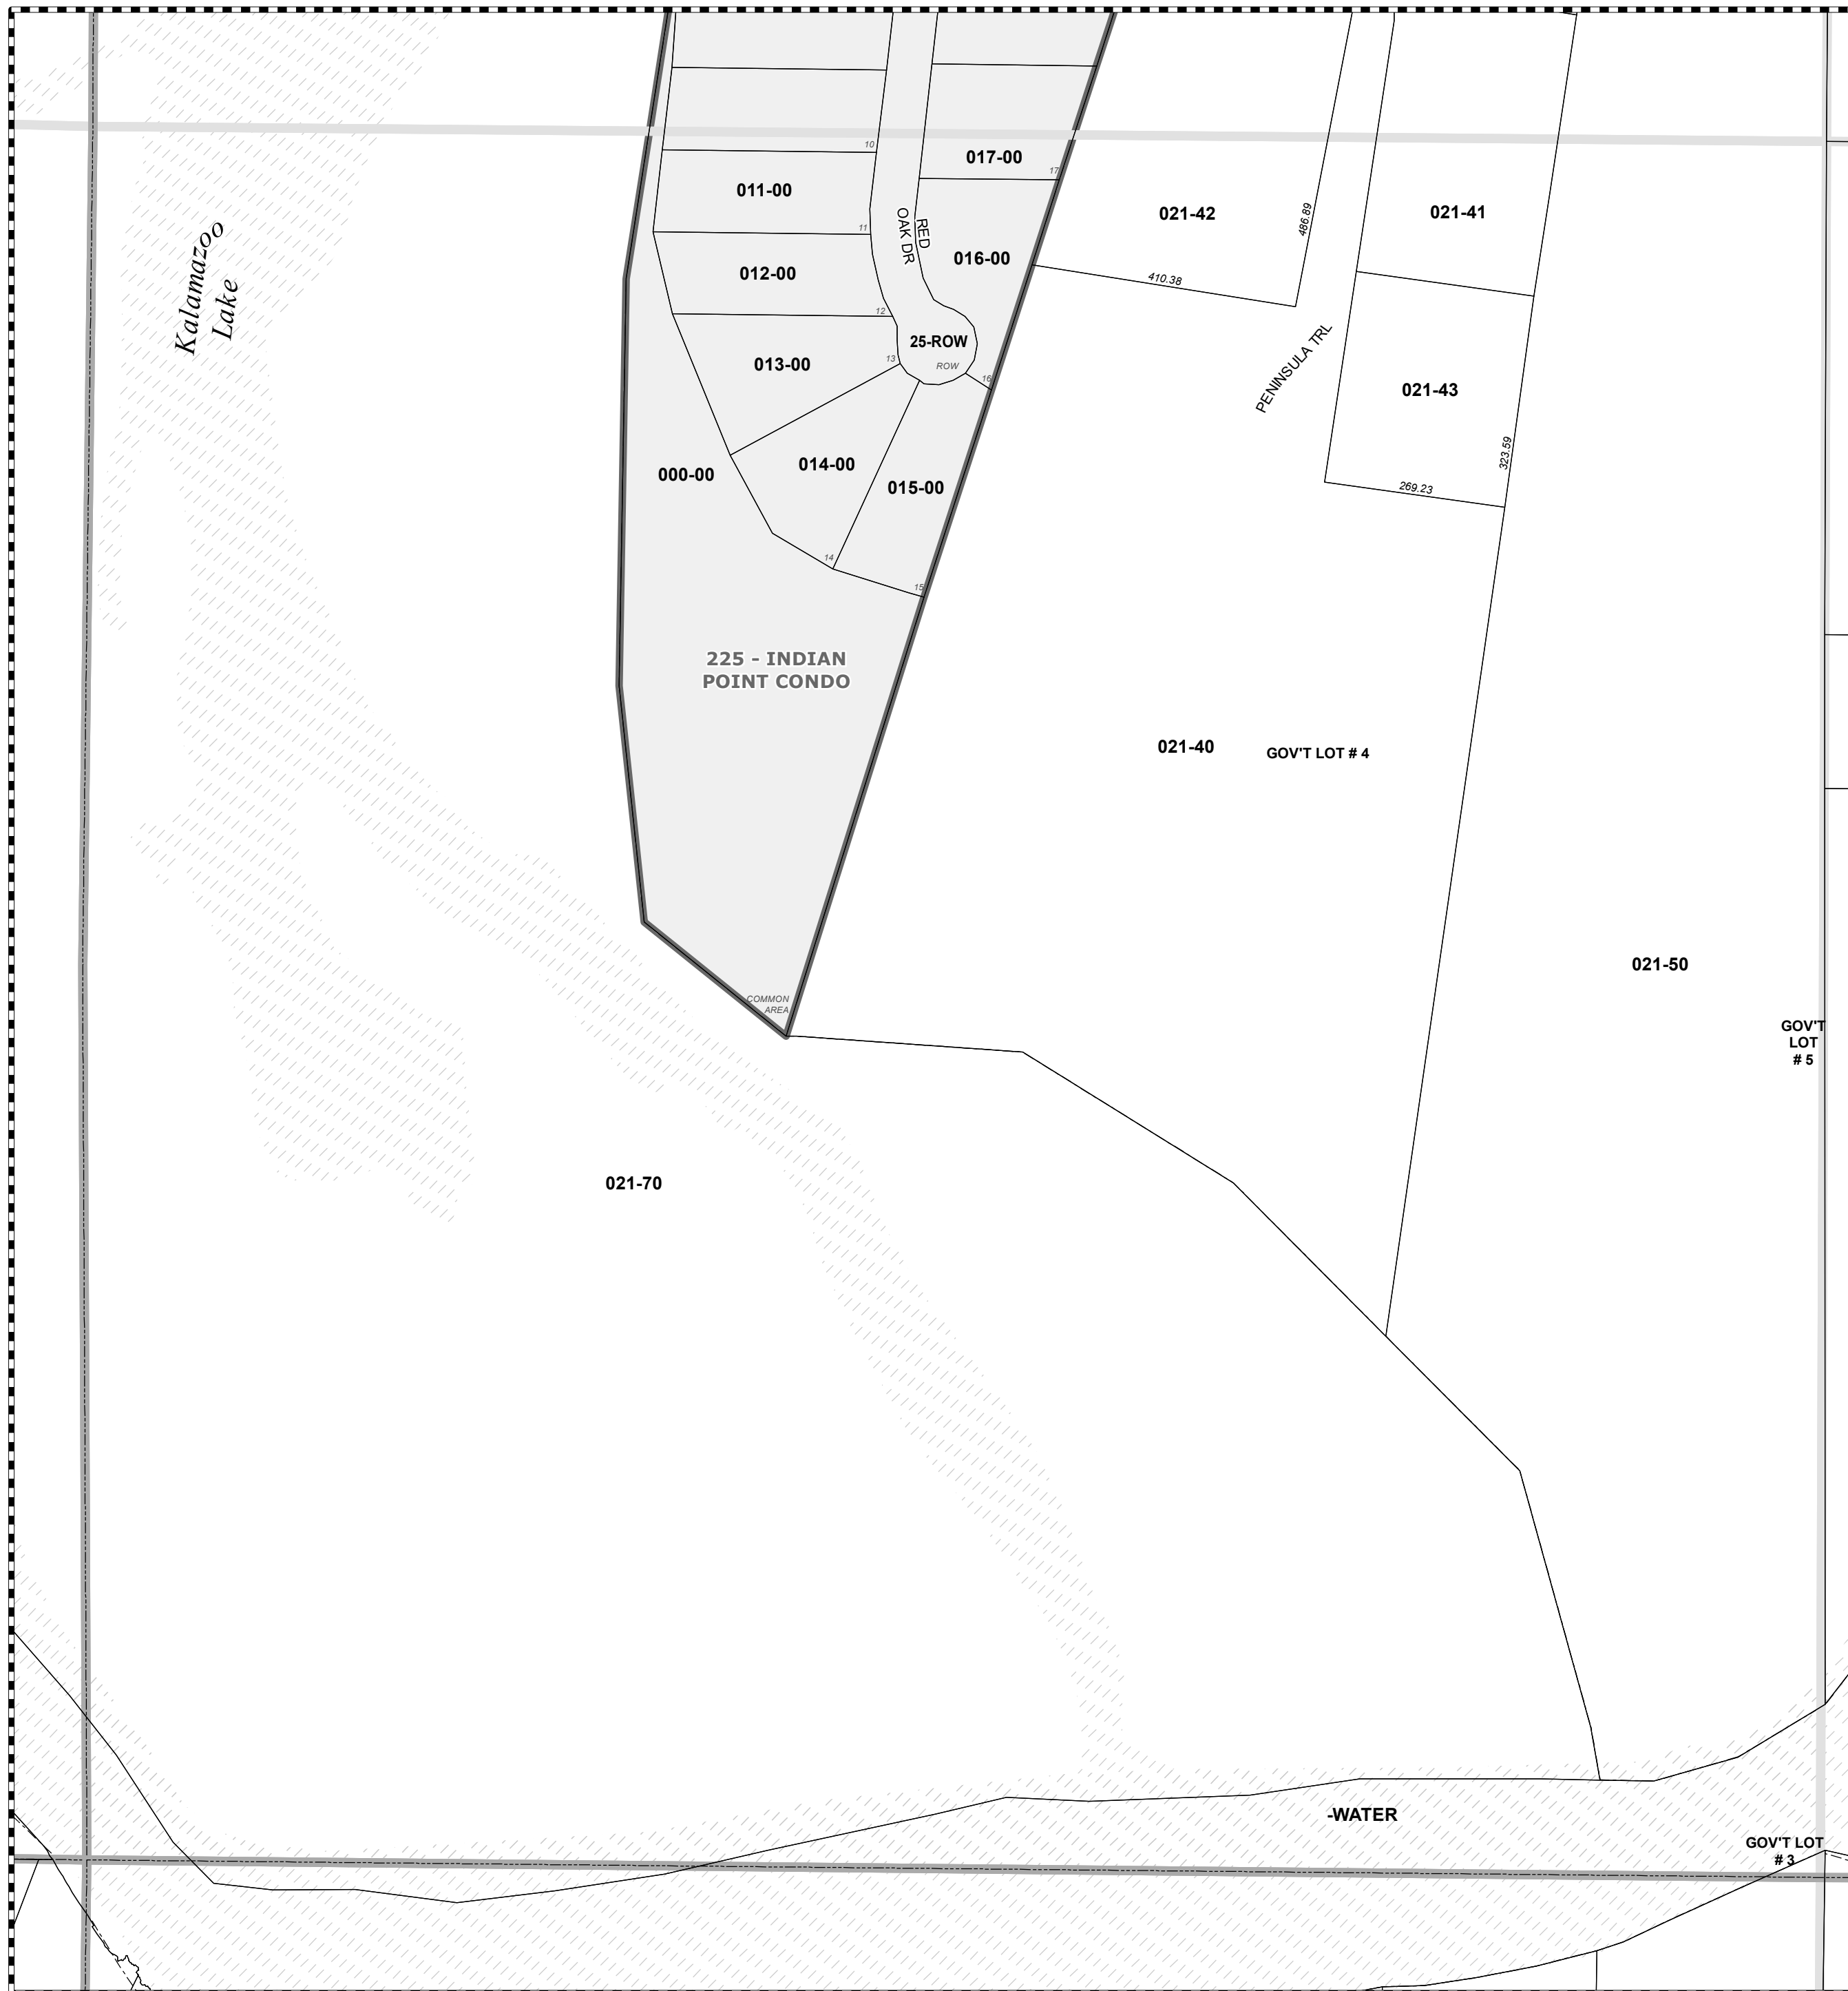 10
017-00
17
011-00
021-42
021-41
486.89
Kalamazoo
Lake
11
RED
OAK DR
016-00
012-00
410.38
12
25-ROW
ROW
PENINSULA TRL
13
013-00
16
021-43
323.59
014-00
000-00
015-00
269.23
14
15
225 - INDIAN
POINT CONDO
021-40
GOV'T LOT # 4
021-50
COMMON
AREA
GOV'T
LOT
# 5
021-70
-WATER
GOV'T LOT
# 3